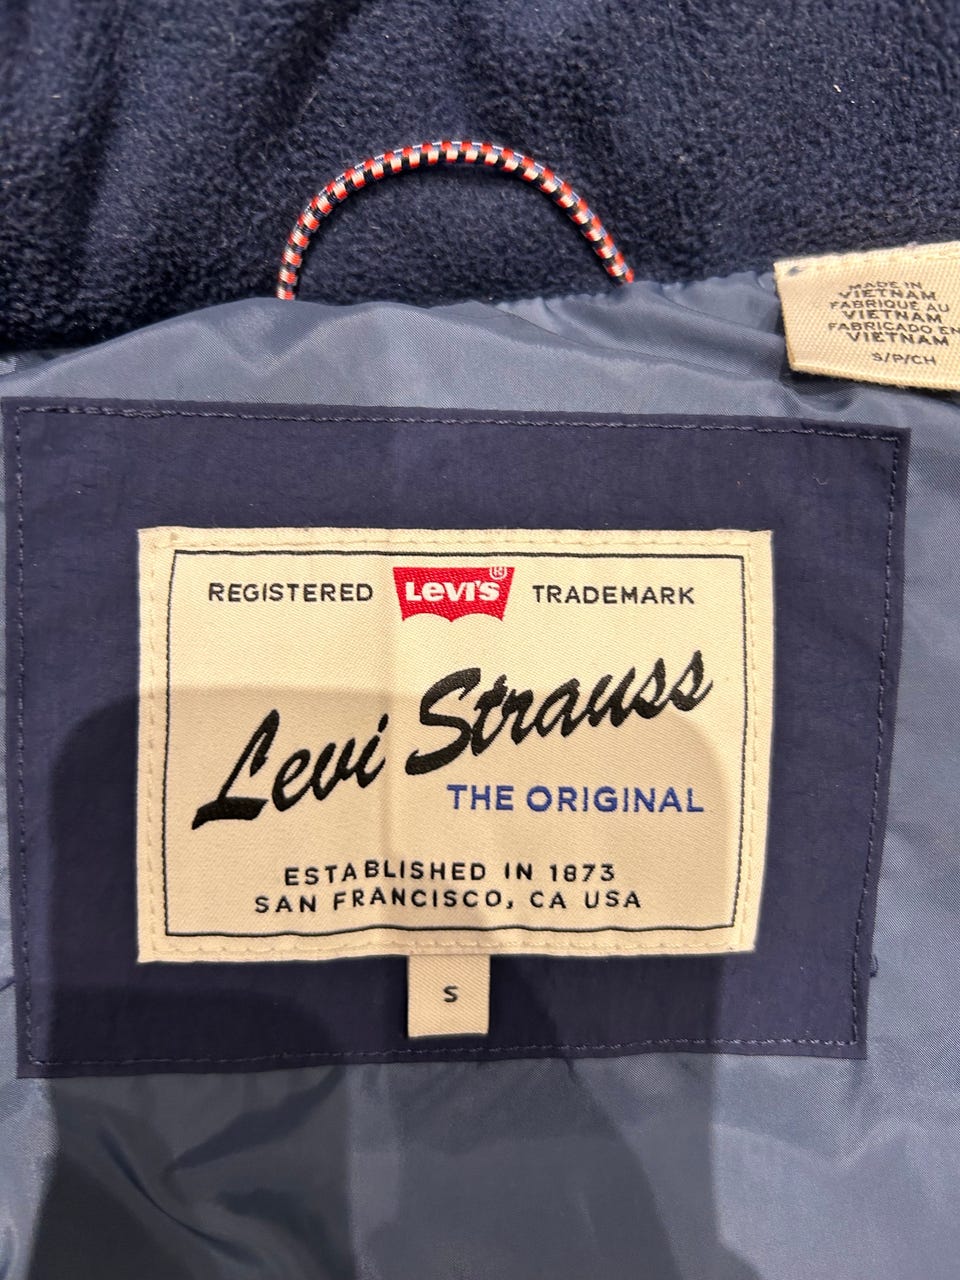 MADE IN
VIETNAM
FABRIQUÉ AU
VIETNAM
FABRICADO EN
VIETNAM
S/P/CH
REGISTERED Levi's ® TRADEMARK
Levi Strauss
THE ORIGINAL
ESTABLISHED IN 1873
SAN FRANCISCO, CA USA
S